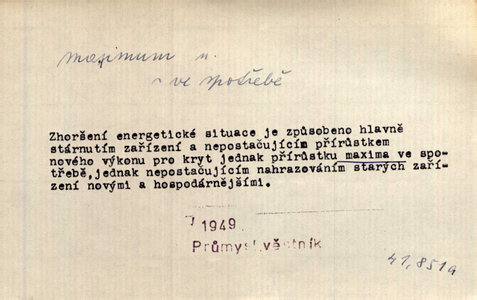 maximum n.
~ ve spotřebě
Zhoršení energetické situace je způsobeno hlavně
stárnutím zařízení a nepostačujícím přírůstkem
nového výkonu pro kryt jednak přírůstku maxima ve spo-
třebě, jednak nepostačujícím nahrazováním starých zaří-
zení novými a hospodárnějšími.
1949
Průmysl.věstník
41,851a